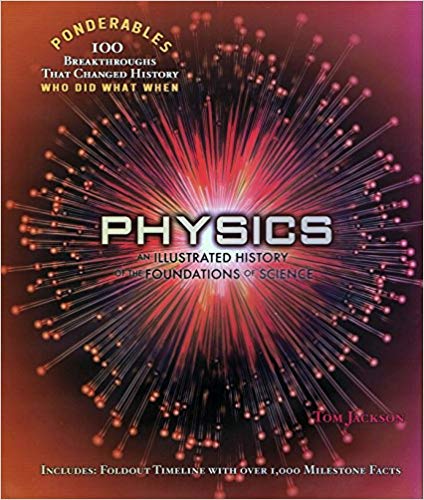 PONDERABLES
100
BREAKTHROUGHS
THAT CHANGED HISTORY
WHO DID WHAT WHEN
PHYSICS
AN ILLUSTRATED HISTORY
OF THE FOUNDATIONS OF SCIENCE
TOM JACKSON
INCLUDES: FOLDOUT TIMELINE WITH OVER 1,000 MILESTONE FACTS